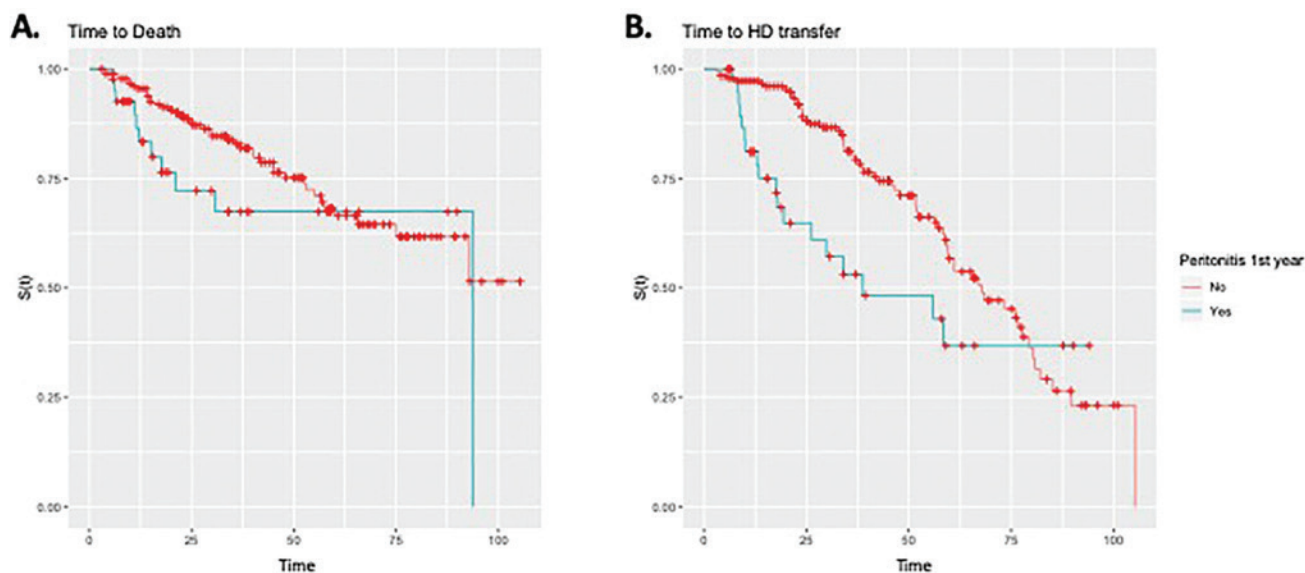 A.
Time to Death
1.00
0.75
0.50
0.25
0.00
S(t)
0
25
50
75
100
Time
B.
Time to HD transfer
1.00
0.75
0.50
0.25
0.00
S(t)
0
25
50
75
100
Time
Peritonitis 1st year
No
Yes